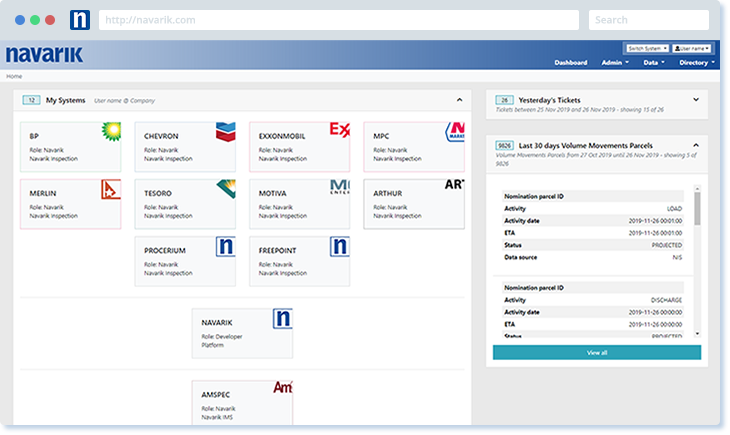 n
http://navarik.com
Search
navarik
Switch System
User name
Dashboard
Admin
Data
Directory
Home
12 My Systems User name @ Company
BP
Role: Navarik
Navarik Inspection
CHEVRON
Role: Navarik
Navarik Inspection
EXXONMOBIL
Ex
Role: Navarik
Navarik Inspection
MPC
MARA
Role: Navarik
Navarik Inspection
MERLIN
Role: Navarik
Navarik Inspection
TESORO
Role: Navarik
Navarik Inspection
MOTIVA
Role: Navarik
Navarik Inspection
ARTHUR
ART
Role: Navarik
Navarik Inspection
PROCERIUM
n
Role: Navarik
Navarik Inspection
FREEPOINT
n
Role: Navarik
Navarik Inspection
NAVARIK
n
Role: Developer
Platform
AMSPEC
Ams
Role: Navarik
Navarik IMS
26 Yesterday's Tickets
Tickets between 25 Nov 2019 and 26 Nov 2019 - showing 15 of 26
9826 Last 30 days Volume Movements Parcels
Volume Movements Parcels from 27 Oct 2019 until 26 Nov 2019 - showing 5 of
9826
Nomination parcel ID
Activity LOAD
Activity date 2019-11-26 00:01:00
ETA 2019-11-26 00:01:00
Status PROJECTED
Data source N/S
Nomination parcel ID
Activity DISCHARGE
Activity date 2019-11-26 00:00:00
ETA 2019-11-26 00:00:00
Status PROJECTED
View all